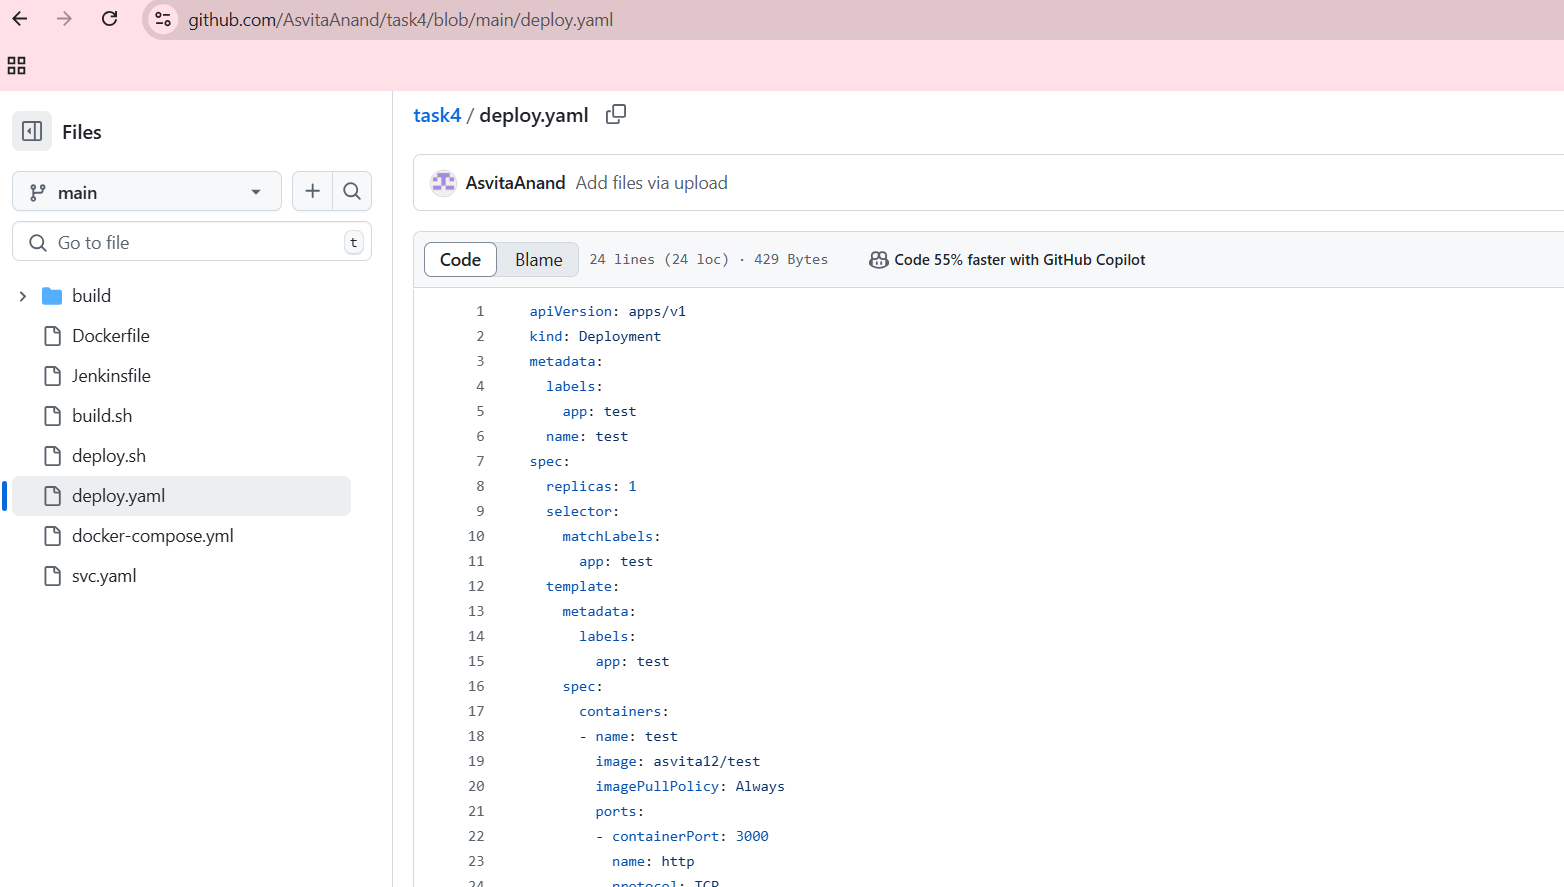 github.com/AsvitaAnand/task4/blob/main/deploy.yaml
Files
main
Go to file
t
build
Dockerfile
Jenkinsfile
build.sh
deploy.sh
deploy.yaml
docker-compose.yml
svc.yaml
task4 / deploy.yaml
AsvitaAnand Add files via upload
Code Blame 24 lines (24 loc) · 429 Bytes Code 55% faster with GitHub Copilot
1 apiVersion: apps/v1
2 kind: Deployment
3 metadata:
4   labels:
5     app: test
6   name: test
7 spec:
8   replicas: 1
9   selector:
10     matchLabels:
11       app: test
12   template:
13     metadata:
14       labels:
15         app: test
16     spec:
17       containers:
18       - name: test
19         image: asvita12/test
20         imagePullPolicy: Always
21         ports:
22         - containerPort: 3000
23           name: http
24           protocol: TCP